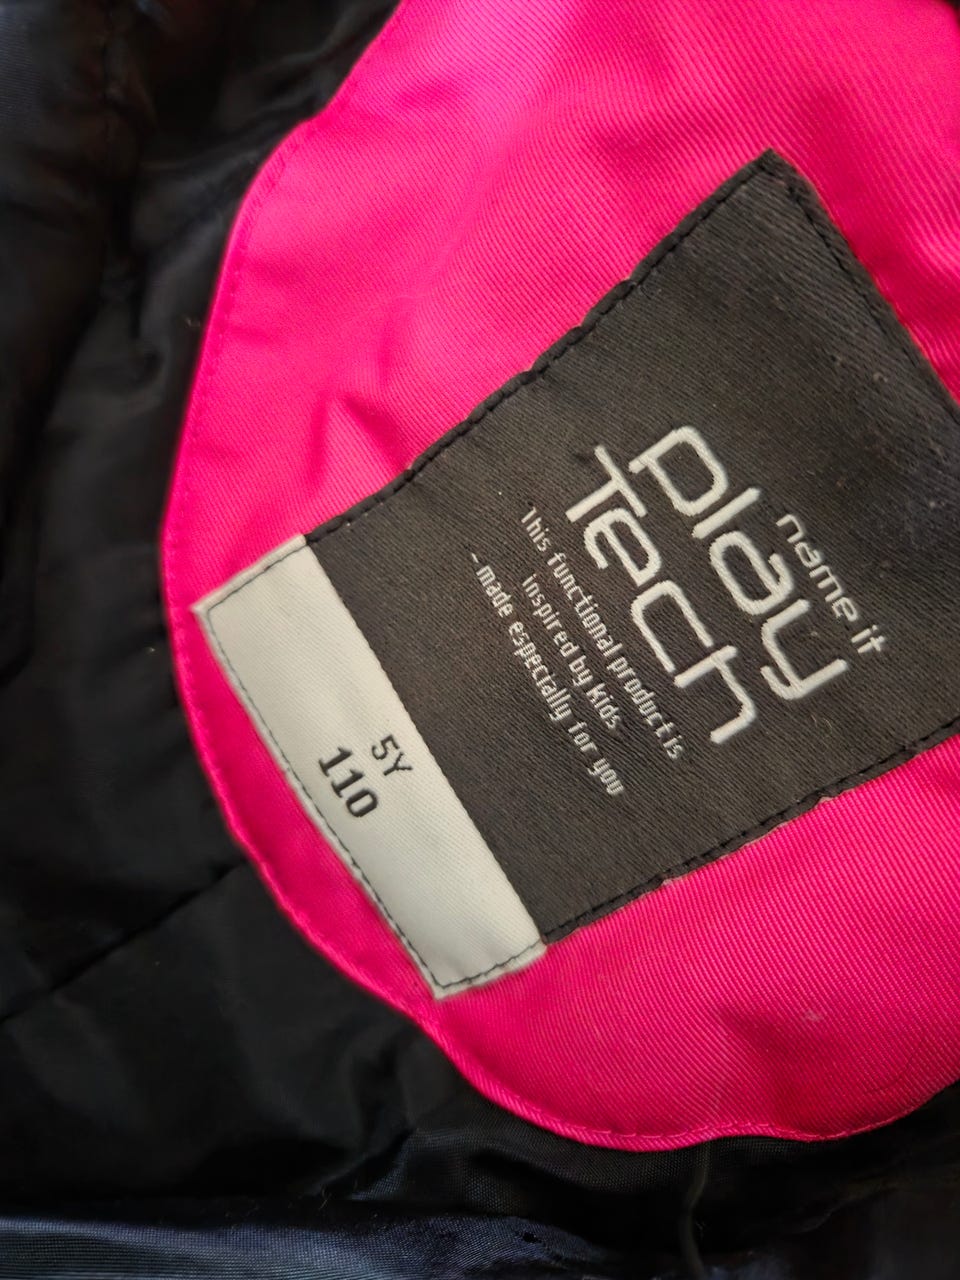 name it
play
Tech
This functional product is
inspired by Kids
- made especially for you
5Y
110